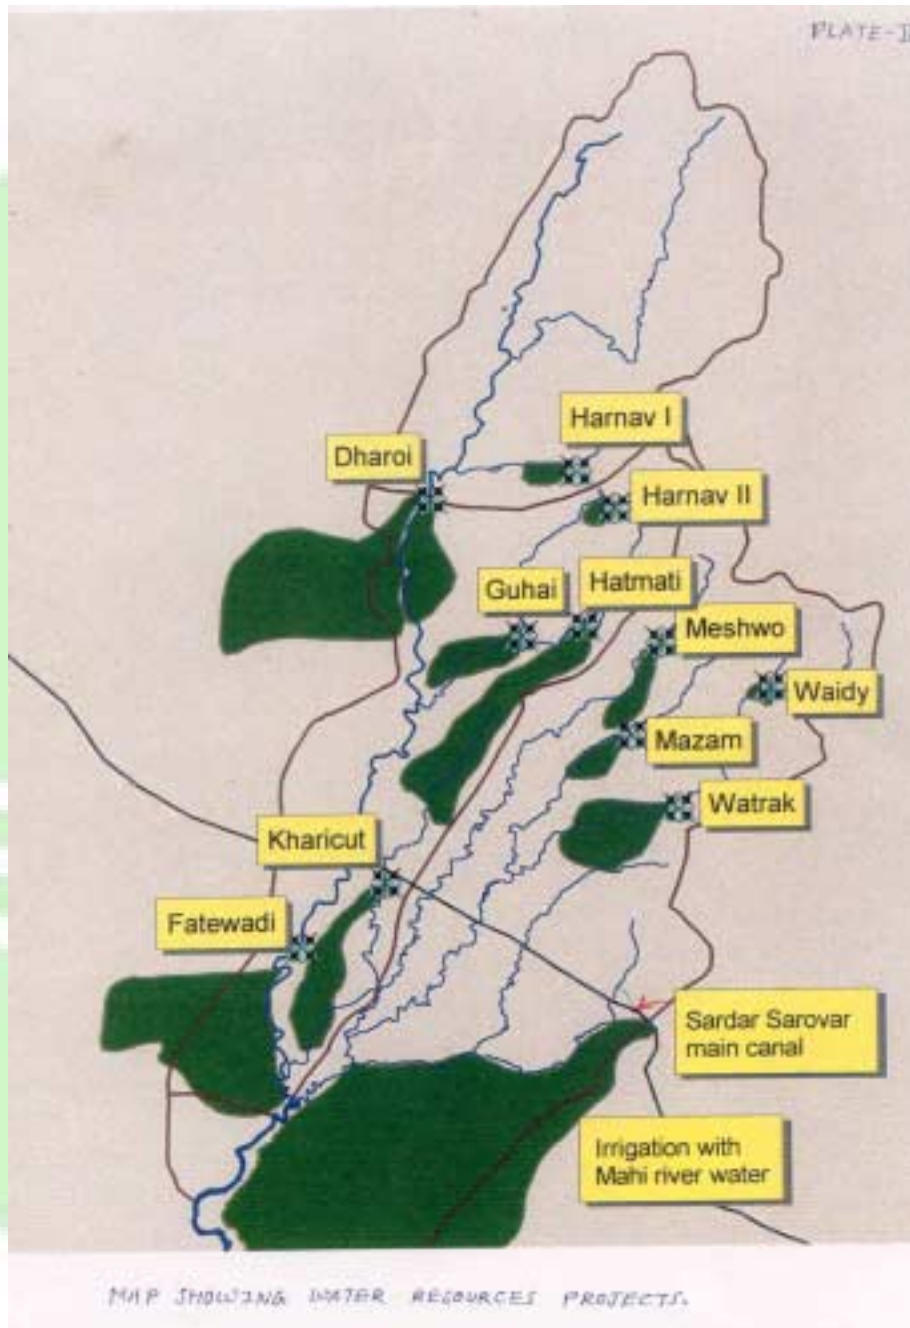 PLATE-I
Harnav I
Dharoi
Harnav II
Guhai
Hatmati
Meshwo
Waidy
Mazam
Watrak
Kharicut
Fatewadi
Sardar Sarovar
main canal
Irrigation with
Mahi river water
MAP SHOWING WATER RESOURCES PROJECTS.